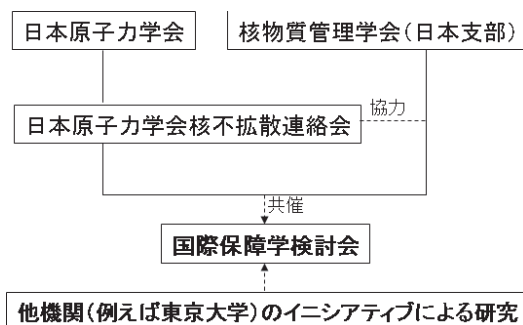 日本原子力学会
核物質管理学会(日本支部)
日本原子力学会核不拡散連絡会
協力
共催
国際保障学検討会
他機関(例えば東京大学)のイニシアティブによる研究